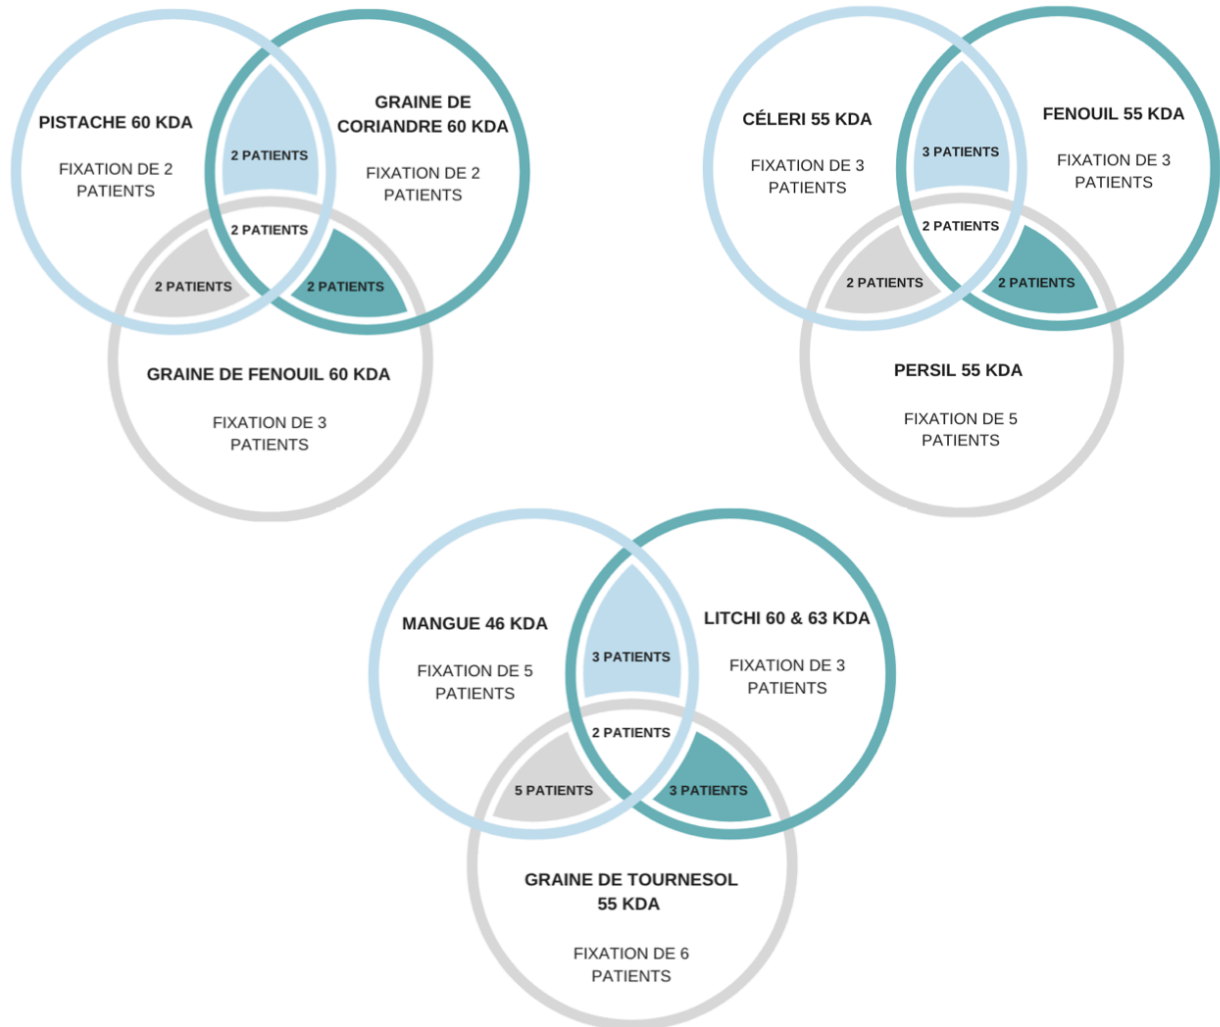 PISTACHE 60 KDA
FIXATION DE 2
PATIENTS
2 PATIENTS
GRAINE DE
CORIANDRE 60 KDA
FIXATION DE 2
PATIENTS
2 PATIENTS
2 PATIENTS
2 PATIENTS
GRAINE DE FENOUIL 60 KDA
FIXATION DE 3
PATIENTS
CÉLERI 55 KDA
FIXATION DE 3
PATIENTS
3 PATIENTS
FENOUIL 55 KDA
FIXATION DE 3
PATIENTS
2 PATIENTS
2 PATIENTS
2 PATIENTS
PERSIL 55 KDA
FIXATION DE 5
PATIENTS
MANGUE 46 KDA
FIXATION DE 5
PATIENTS
3 PATIENTS
LITCHI 60 & 63 KDA
FIXATION DE 3
PATIENTS
2 PATIENTS
5 PATIENTS
3 PATIENTS
GRAINE DE TOURNESOL
55 KDA
FIXATION DE 6
PATIENTS